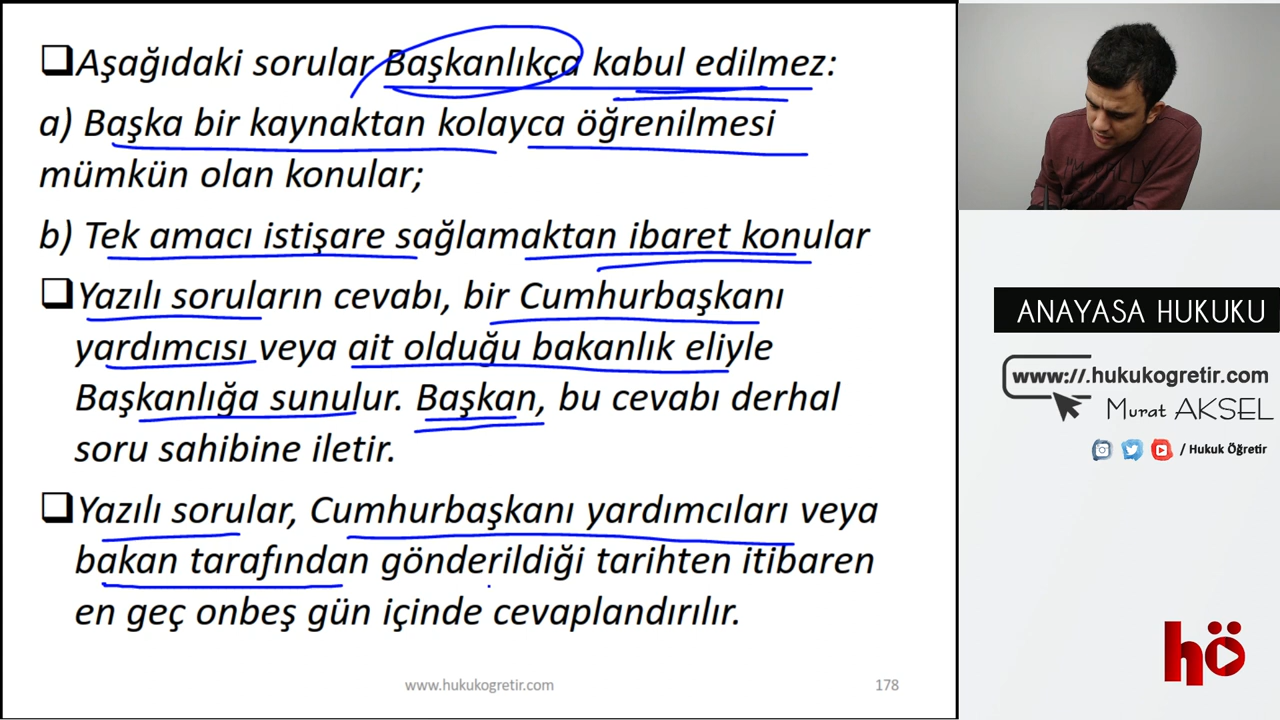 Aşağıdaki sorular Başkanlıkça kabul edilmez:
a) Başka bir kaynaktan kolayca öğrenilmesi
mümkün olan konular;
b) Tek amacı istişare sağlamaktan ibaret konular
Yazılı soruların cevabı, bir Cumhurbaşkanı
yardımcısı veya ait olduğu bakanlık eliyle
Başkanlığa sunulur. Başkan, bu cevabı derhal
soru sahibine iletir.
Yazılı sorular, Cumhurbaşkanı yardımcıları veya
bakan tarafından gönderildiği tarihten itibaren
en geç onbeş gün içinde cevaplandırılır.
www.hukukogretir.com
178
ANAYASA HUKUKU
www://.hukukogretir.com
Murat AKSEL
/ Hukuk Öğretir
hö